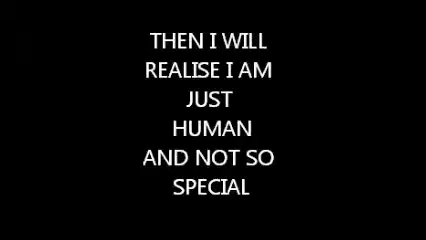 THEN I WILL
REALISE I AM
JUST
HUMAN
AND NOT SO
SPECIAL